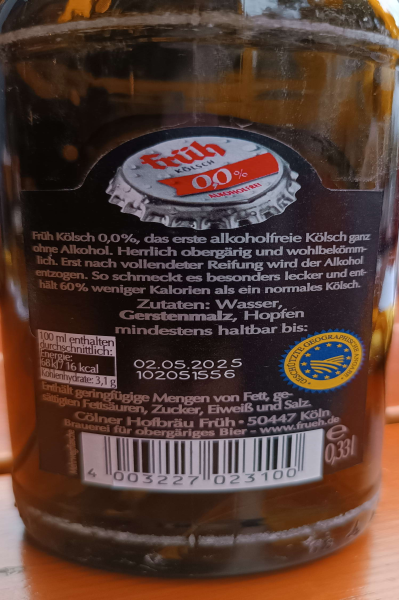 früh
KÖLSCH
0,0%
ALKOHOLFREI
Früh Kölsch 0,0%, das erste alkoholfreie Kölsch ganz
ohne Alkohol. Herrlich obergärig und wohlbekömm-
lich. Erst nach vollendeter Reifung wird der Alkohol
entzogen. So schmeckt es besonders lecker und ent-
hält 60% weniger Kalorien als ein normales Kölsch.
Zutaten: Wasser,
Gerstenmalz, Hopfen
mindestens haltbar bis:
100 ml enthalten
durchschnittlich:
Energie:
68 kJ / 16 kcal
Kohlenhydrate: 3,1 g
02.05.2025
102051556
GESCHÜTZTE GEOGRAPHISCHE ANGABE
Enthält geringfügige Mengen von Fett, ge-
sättigten Fettsäuren, Zucker, Eiweiß und Salz.
Cölner Hofbräu Früh • 50447 Köln
Brauerei für obergäriges Bier - www.frueh.de
4 003227 023100
e
0,33l